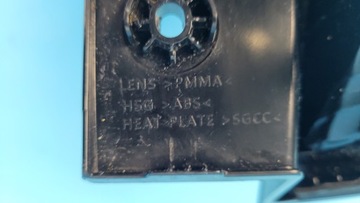 LENS >PMMA<
HSG >ABS<
HEAT PLATE >SGCC<